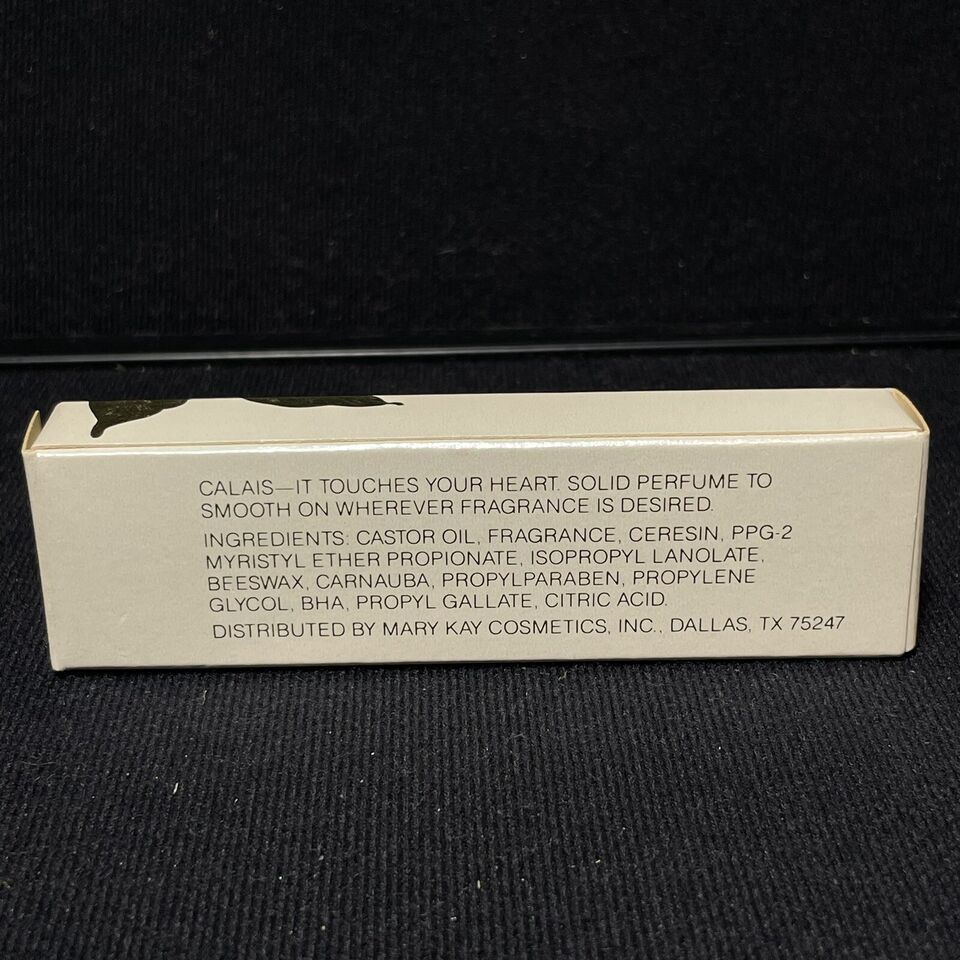 CALAIS—IT TOUCHES YOUR HEART. SOLID PERFUME TO
SMOOTH ON WHEREVER FRAGRANCE IS DESIRED.
INGREDIENTS: CASTOR OIL, FRAGRANCE, CERESIN, PPG-2
MYRISTYL ETHER PROPIONATE, ISOPROPYL LANOLATE,
BEESWAX, CARNAUBA, PROPYLPARABEN, PROPYLENE
GLYCOL, BHA, PROPYL GALLATE, CITRIC ACID.
DISTRIBUTED BY MARY KAY COSMETICS, INC., DALLAS, TX 75247